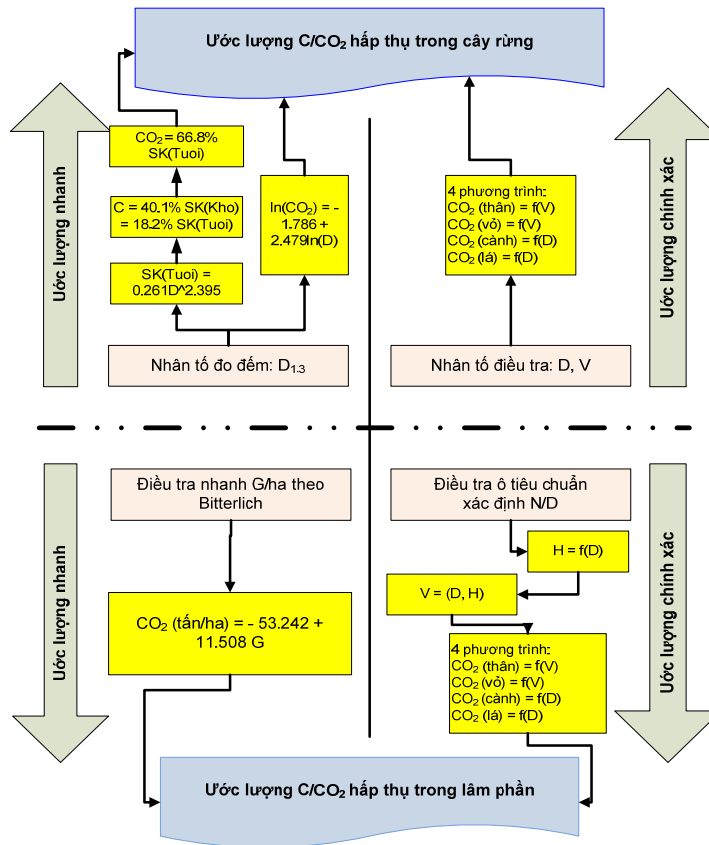 Ước lượng C/CO₂ hấp thụ trong cây rừng
Ước lượng nhanh
CO₂ = 66.8%
SK(Tuoi)
C = 40.1% SK(Kho)
= 18.2% SK(Tuoi)
SK(Tuoi) =
0.261D^2.395
ln(CO₂) = -
1.786 +
2.479ln(D)
Nhân tố đo đếm: D₁.₃
4 phương trình:
CO₂ (thân) = f(V)
CO₂ (vỏ) = f(V)
CO₂ (cành) = f(D)
CO₂ (lá) = f(D)
Nhân tố điều tra: D, V
Ước lượng chính xác
Ước lượng nhanh
Điều tra nhanh G/ha theo
Bitterlich
CO₂ (tấn/ha) = - 53.242 +
11.508 G
Điều tra ô tiêu chuẩn
xác định N/D
H = f(D)
V = (D, H)
4 phương trình:
CO₂ (thân) = f(V)
CO₂ (vỏ) = f(V)
CO₂ (cành) = f(D)
CO₂ (lá) = f(D)
Ước lượng chính xác
Ước lượng C/CO₂ hấp thụ trong lâm phần